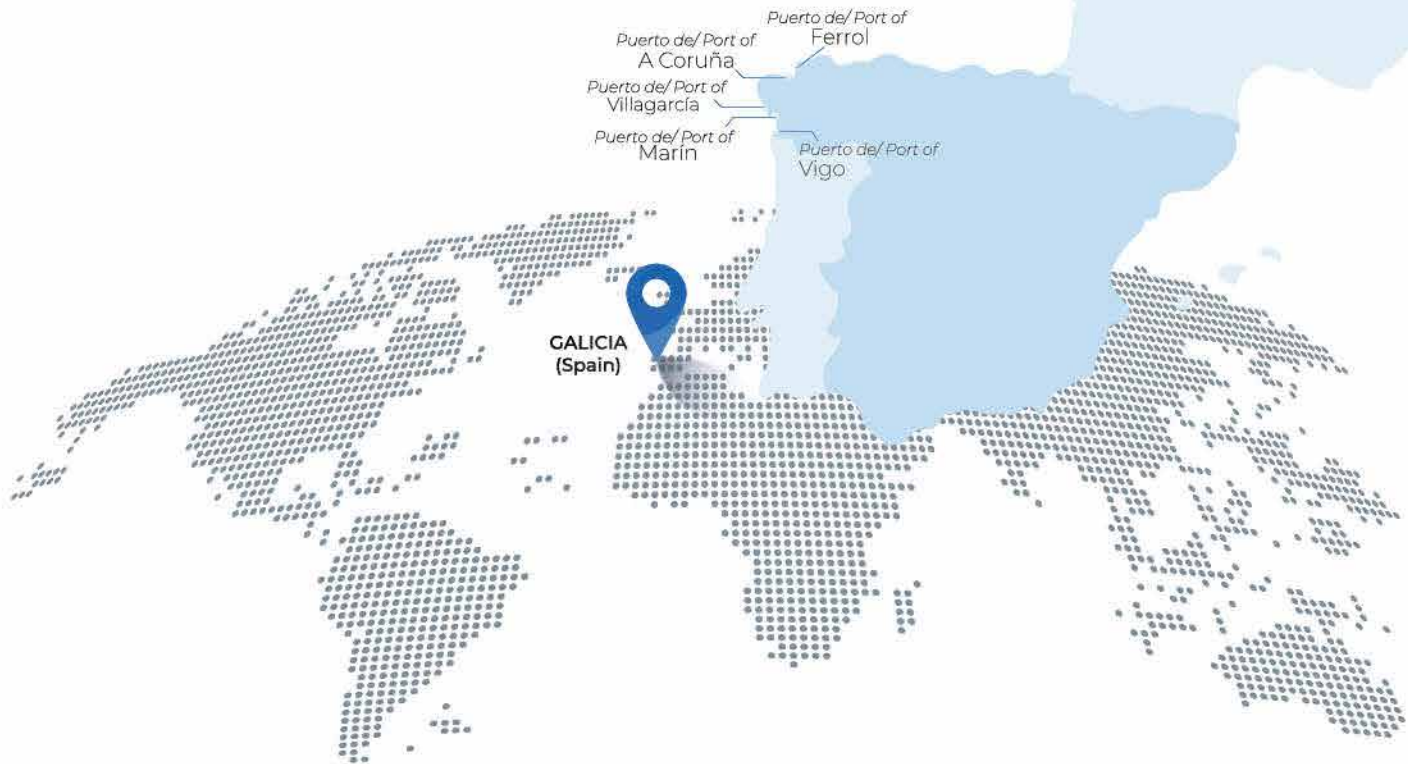 Puerto de/ Port of
Ferrol
Puerto de/ Port of
A Coruña
Puerto de/ Port of
Villagarcía
Puerto de/ Port of
Marín
Puerto de/ Port of
Vigo
GALICIA
(Spain)